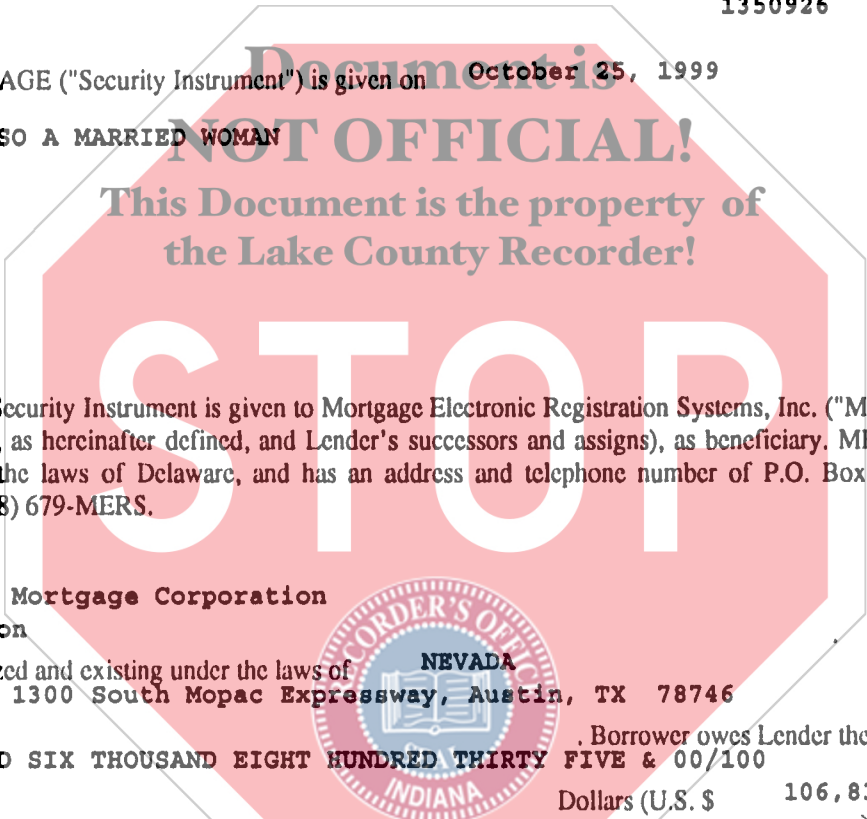 1350926
AGE ("Security Instrument") is given on October 25, 1999
Document is
SO A MARRIED WOMAN
NOT OFFICIAL!
This Document is the property of
the Lake County Recorder!
STOP
Security Instrument is given to Mortgage Electronic Registration Systems, Inc. ("M
, as hereinafter defined, and Lender's successors and assigns), as beneficiary. ME
the laws of Delaware, and has an address and telephone number of P.O. Box
8) 679-MERS.
Mortgage Corporation
on
zed and existing under the laws of NEVADA
1300 South Mopac Expressway, Austin, TX 78746
. Borrower owes Lender the
D SIX THOUSAND EIGHT HUNDRED THIRTY FIVE & 00/100
Dollars (U.S. $ 106,83
RECORDER'S OFFIC
SEAL
INDIANA